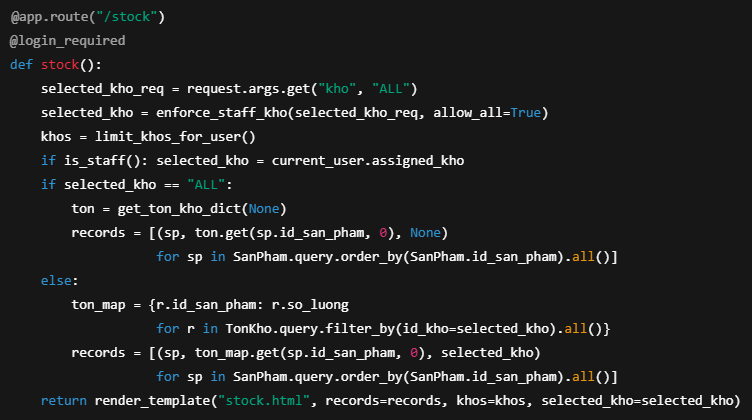 @app.route("/stock")
@login_required
def stock():
    selected_kho_req = request.args.get("kho", "ALL")
    selected_kho = enforce_staff_kho(selected_kho_req, allow_all=True)
    khos = limit_khos_for_user()
    if is_staff(): selected_kho = current_user.assigned_kho
    if selected_kho == "ALL":
        ton = get_ton_kho_dict(None)
        records = [(sp, ton.get(sp.id_san_pham, 0), None)
                   for sp in SanPham.query.order_by(SanPham.id_san_pham).all()]
    else:
        ton_map = {r.id_san_pham: r.so_luong
                   for r in TonKho.query.filter_by(id_kho=selected_kho).all()}
        records = [(sp, ton_map.get(sp.id_san_pham, 0), selected_kho)
                   for sp in SanPham.query.order_by(SanPham.id_san_pham).all()]
    return render_template("stock.html", records=records, khos=khos, selected_kho=selected_kho)